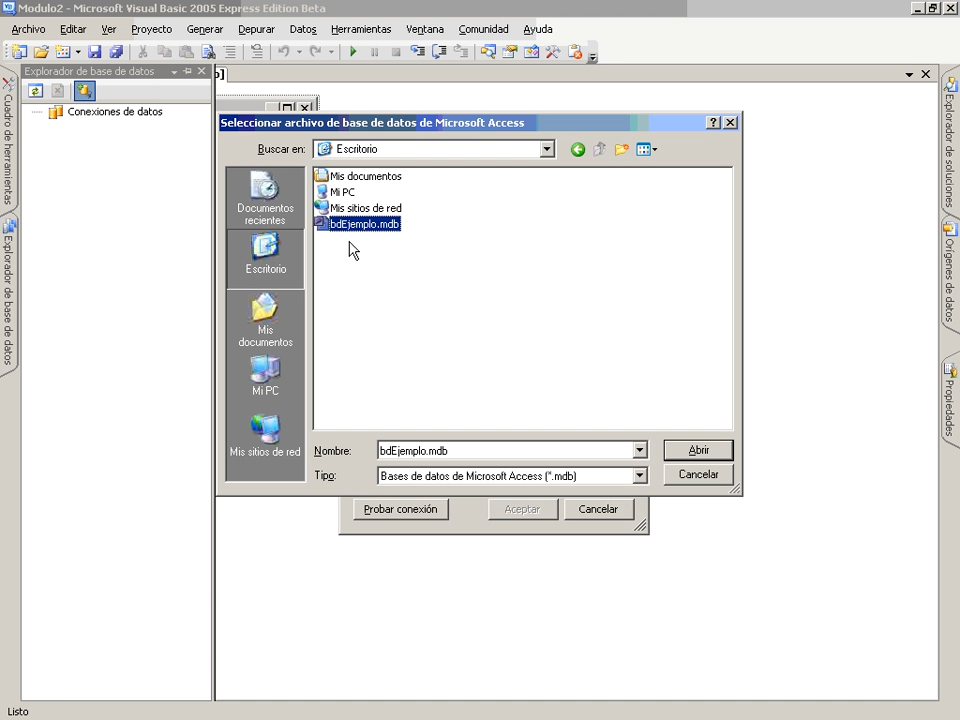 Modulo2 - Microsoft Visual Basic 2005 Express Edition Beta
Archivo Editar Ver Proyecto Generar Depurar Datos Herramientas Ventana Comunidad Ayuda
Explorador de base de datos
Conexiones de datos
Cuadro de herramientas
Explorador de base de datos
Seleccionar archivo de base de datos de Microsoft Access
Buscar en: Escritorio
Documentos
recientes
Escritorio
Mis
documentos
Mi PC
Mis sitios de red
Mis documentos
Mi PC
Mis sitios de red
bdEjemplo.mdb
Nombre: bdEjemplo.mdb Abrir
Tipo: Bases de datos de Microsoft Access (*.mdb) Cancelar
Probar conexión Aceptar Cancelar
Explorador de soluciones
Orígenes de datos
Propiedades
Listo